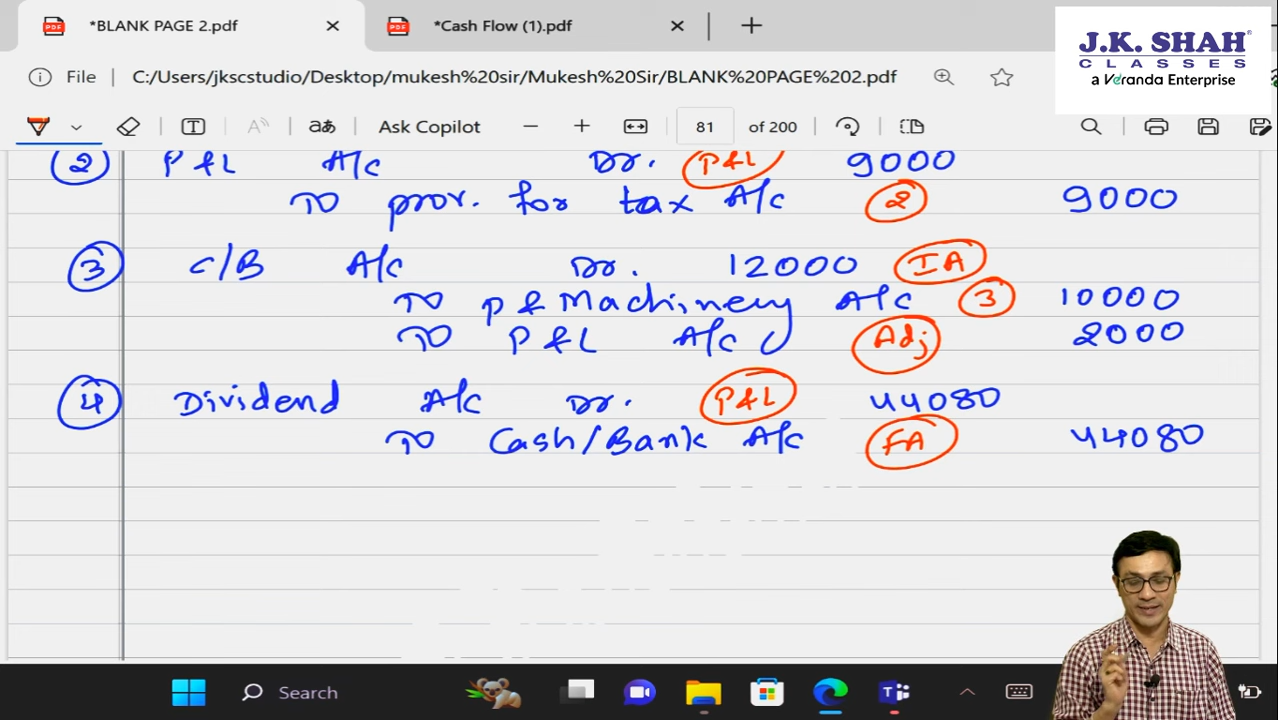 *BLANK PAGE 2.pdf
*Cash Flow (1).pdf
J.K. SHAH®
CLASSES
a Veranda Enterprise
File C:/Users/jkscstudio/Desktop/mukesh%20sir/Mukesh%20Sir/BLANK%20PAGE%202.pdf
Ask Copilot 81 of 200
2 P&L A/c Dr. P&L 9000
To prov. for tax A/c 2 9000
3 C/B A/c Dr. 12000 IA
To P & Machinery A/c 3 10000
To P&L A/c Adj 2000
4 Dividend A/c Dr. P&L 44080
To Cash/Bank A/c FA 44080
Search